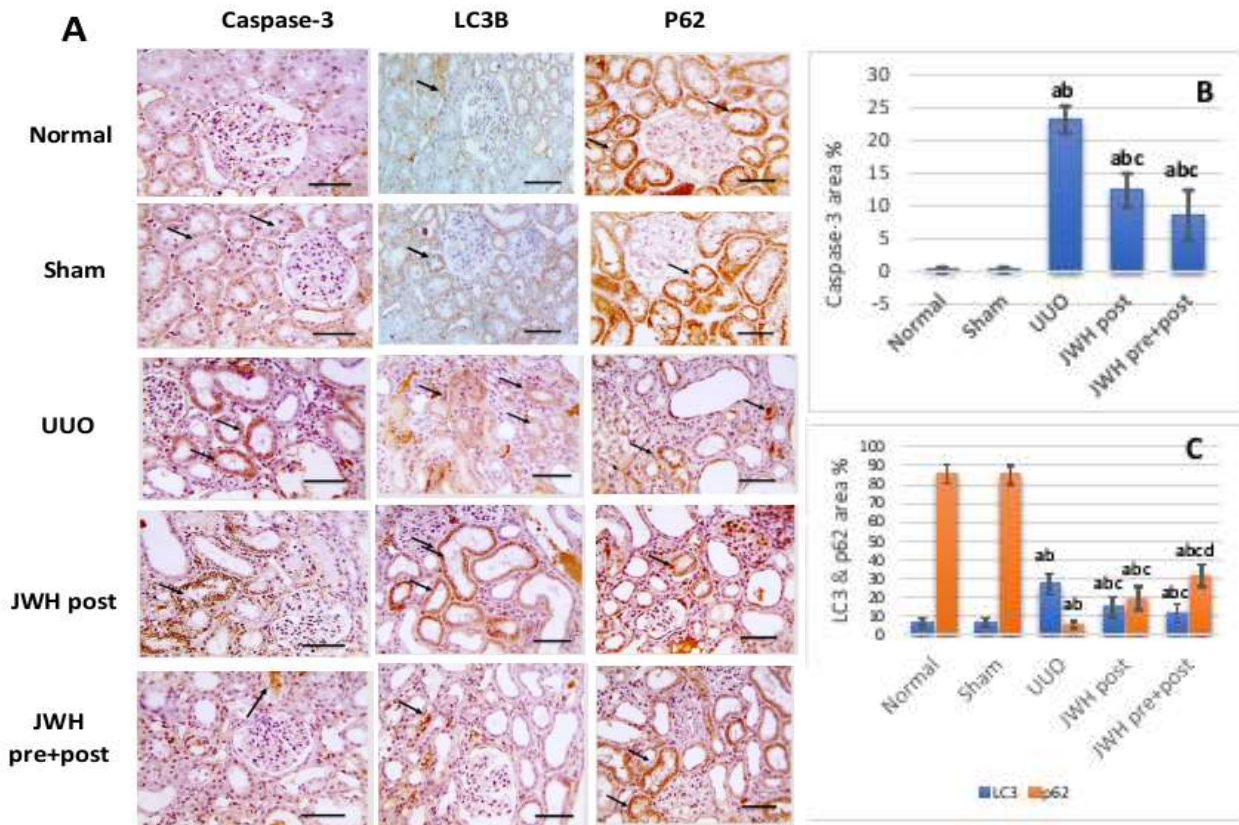 A
Caspase-3
LC3B
P62
Normal
Sham
UUO
JWH post
JWH
pre+post
B
Caspase-3 area %
30
25
20
15
10
5
0
-5
ab
abc
abc
Normal
Sham
UUO
JWH post
JWH pre+post
C
LC3 & p62 area %
100
90
80
70
60
50
40
30
20
10
0
ab
ab
abc
abc
abc
abcd
Normal
Sham
UUO
JWH post
JWH pre+post
LC3
p62